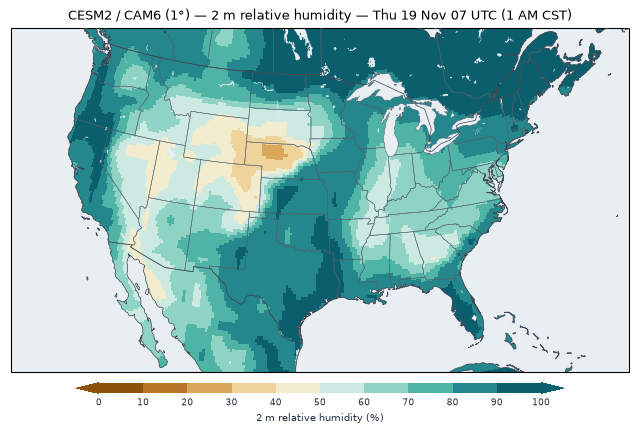 CESM2 / CAM6 (1°) — 2 m relative humidity — Thu 19 Nov 07 UTC (1 AM CST)
0 10 20 30 40 50 60 70 80 90 100
2 m relative humidity (%)